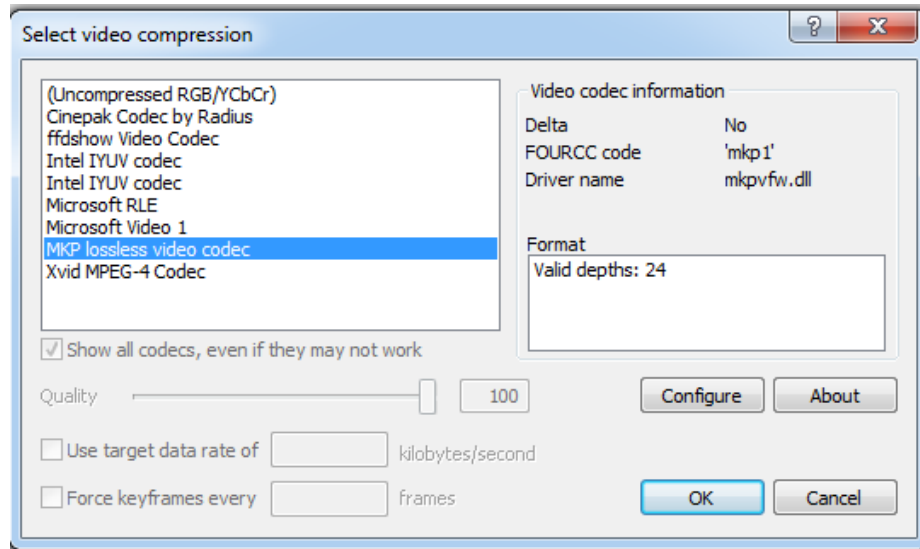 Select video compression
(Uncompressed RGB/YCbCr)
Cinepak Codec by Radius
ffdshow Video Codec
Intel IYUV codec
Intel IYUV codec
Microsoft RLE
Microsoft Video 1
MKP lossless video codec
Xvid MPEG-4 Codec
Show all codecs, even if they may not work
Quality 100
Use target data rate of kilobytes/second
Force keyframes every frames
Video codec information
Delta No
FOURCC code 'mkp1'
Driver name mkpvfw.dll
Format
Valid depths: 24
Configure About
OK Cancel